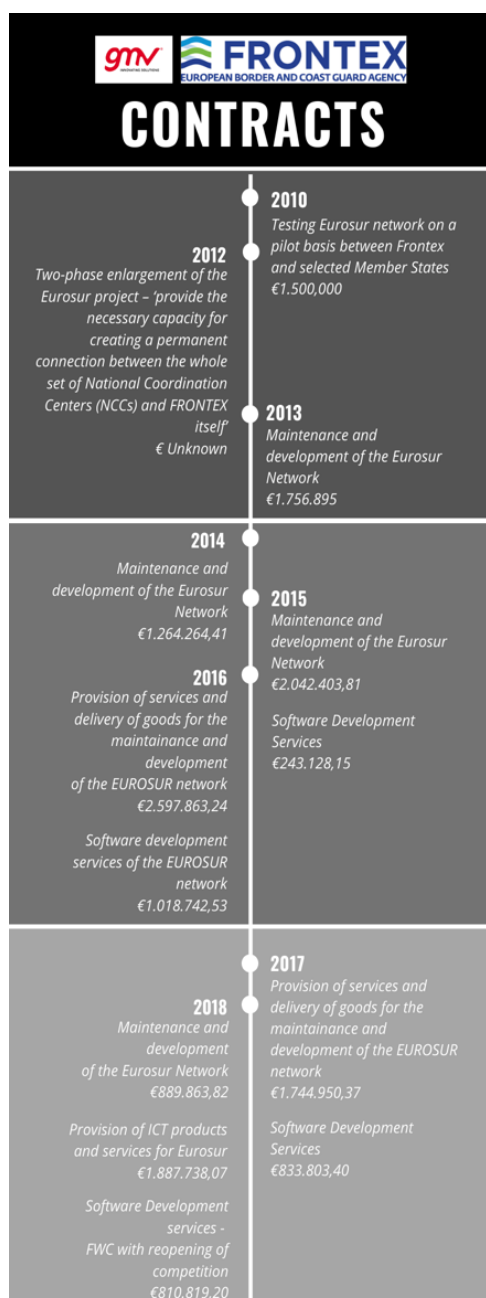 gmv
INNOVATING SOLUTIONS
FRONTEX
EUROPEAN BORDER AND COAST GUARD AGENCY
CONTRACTS
2010
Testing Eurosur network on a
pilot basis between Frontex
and selected Member States
€1.500,000
2012
Two-phase enlargement of the
Eurosur project – 'provide the
necessary capacity for
creating a permanent
connection between the whole
set of National Coordination
Centers (NCCs) and FRONTEX
itself'
€ Unknown
2013
Maintenance and
development of the Eurosur
Network
€1.756.895
2014
Maintenance and
development of the Eurosur
Network
€1.264.264,41
2015
Maintenance and
development of the Eurosur
Network
€2.042.403,81
Software Development
Services
€243.128,15
2016
Provision of services and
delivery of goods for the
maintainance and
development
of the EUROSUR network
€2.597.863,24
Software development
services of the EUROSUR
network
€1.018.742,53
2017
Provision of services and
delivery of goods for the
maintainance and
development of the EUROSUR
network
€1.744.950,37
Software Development
Services
€833.803,40
2018
Maintenance and
development
of the Eurosur Network
€889.863,82
Provision of ICT products
and services for Eurosur
€1.887.738,07
Software Development
services -
FWC with reopening of
competition
€810.819.20